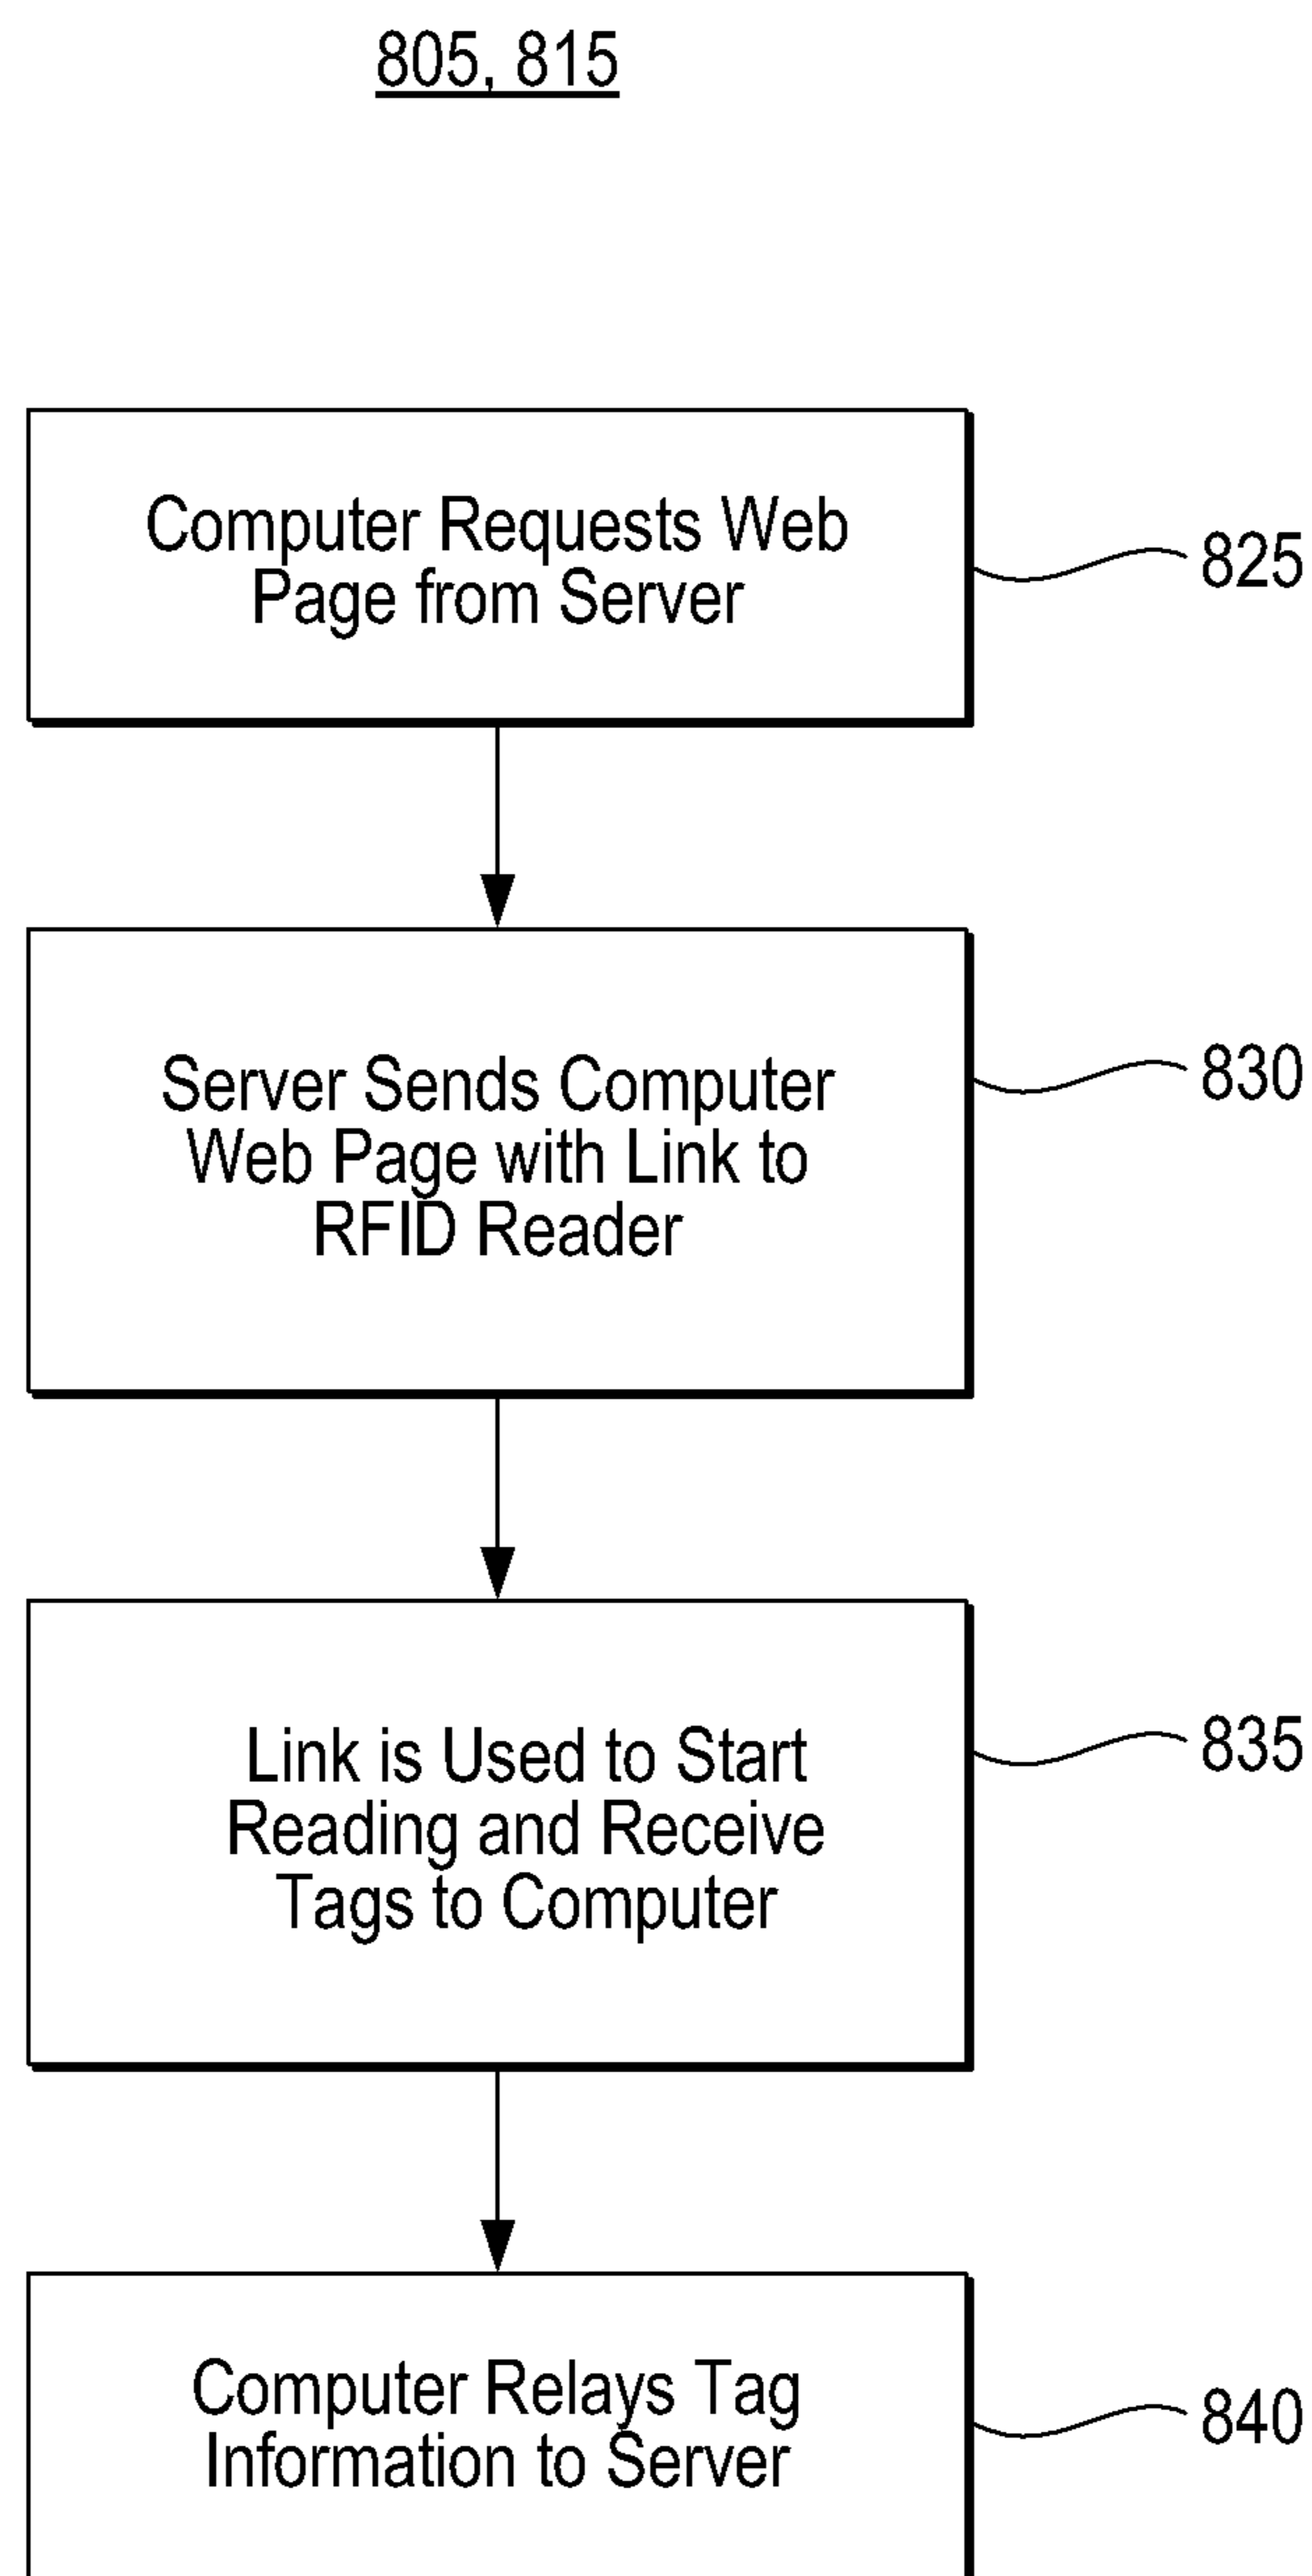 805, 815
Computer Requests Web
Page from Server
825
Server Sends Computer
Web Page with Link to
RFID Reader
830
Link is Used to Start
Reading and Receive
Tags to Computer
835
Computer Relays Tag
Information to Server
840